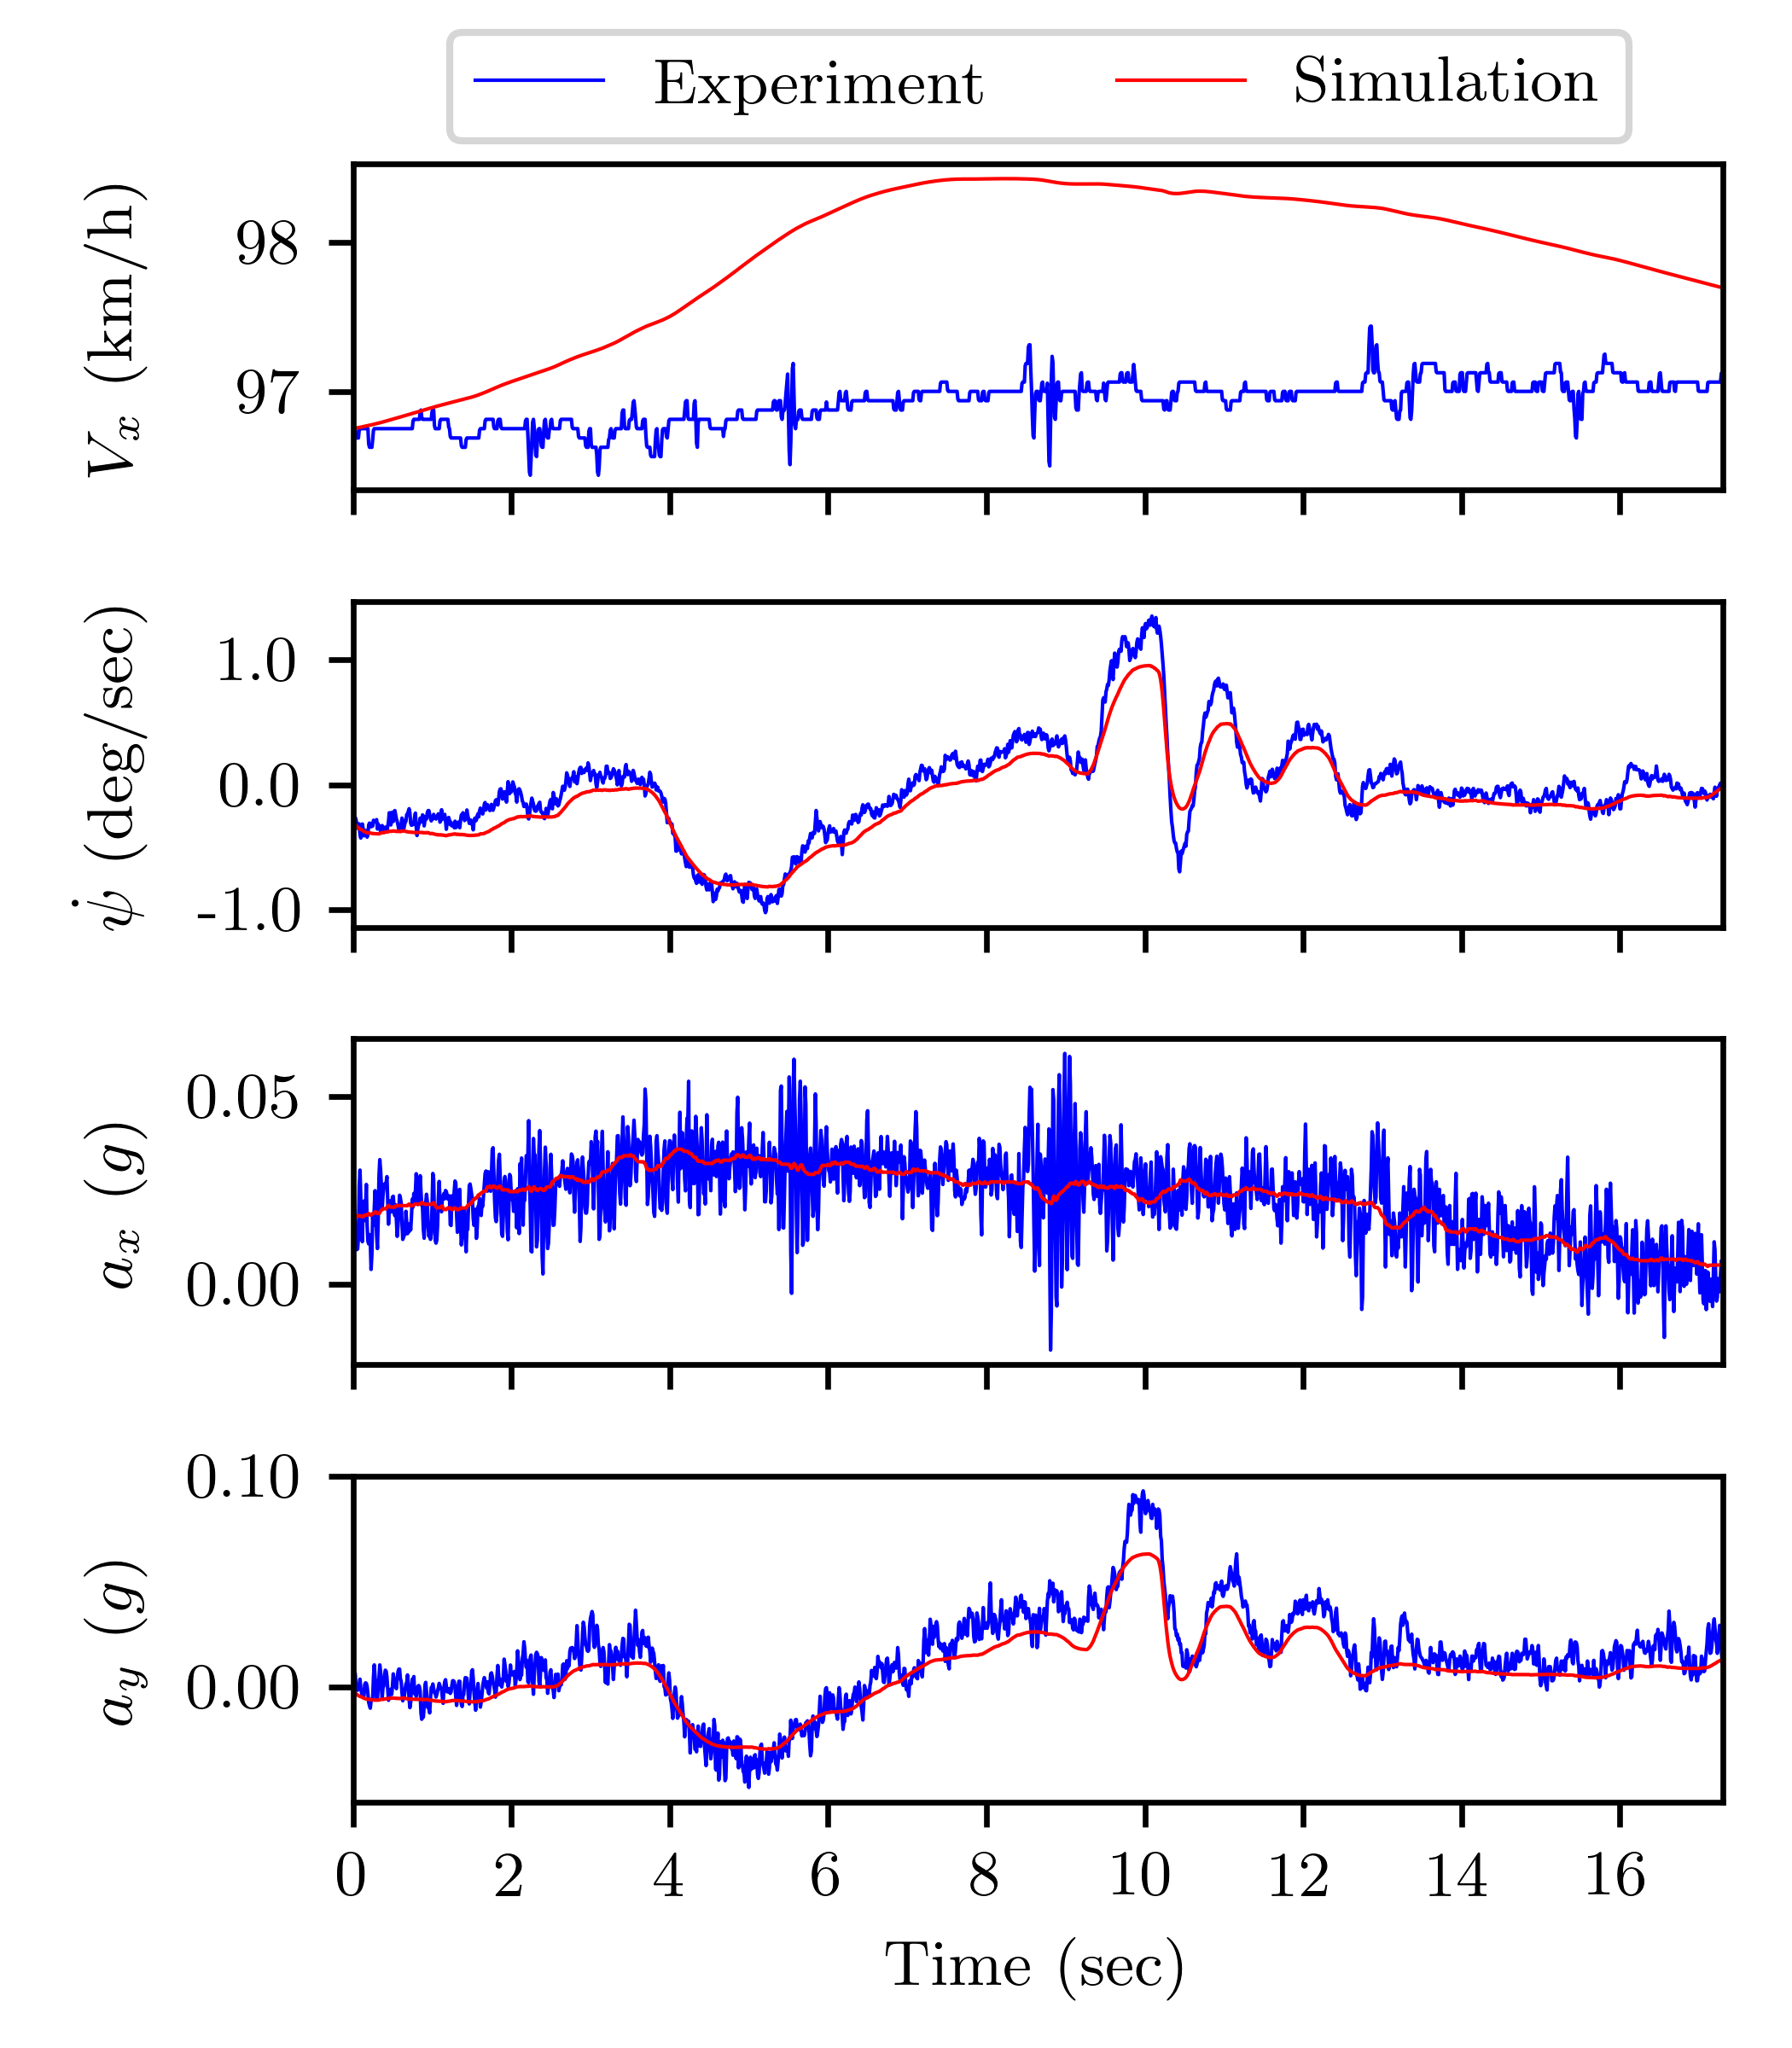 Experiment Simulation
V_x (km/h)
98
97
ψ̇ (deg/sec)
1.0
0.0
-1.0
a_x (g)
0.05
0.00
a_y (g)
0.10
0.00
0 2 4 6 8 10 12 14 16
Time (sec)